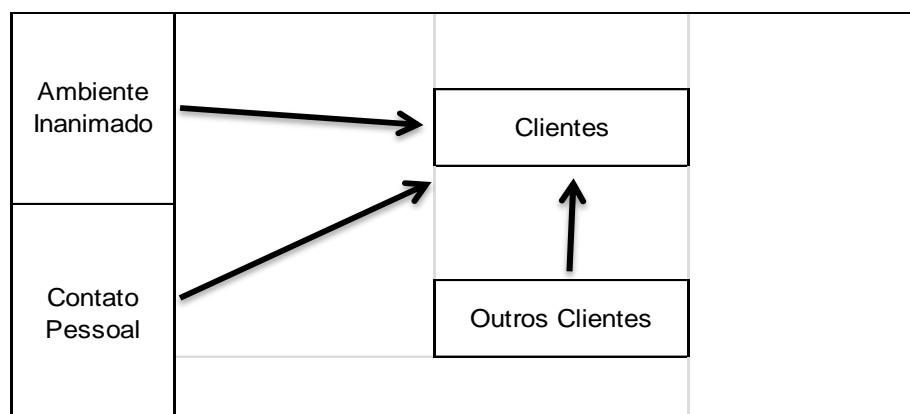 Ambiente
Inanimado
Clientes
Contato
Pessoal
Outros Clientes